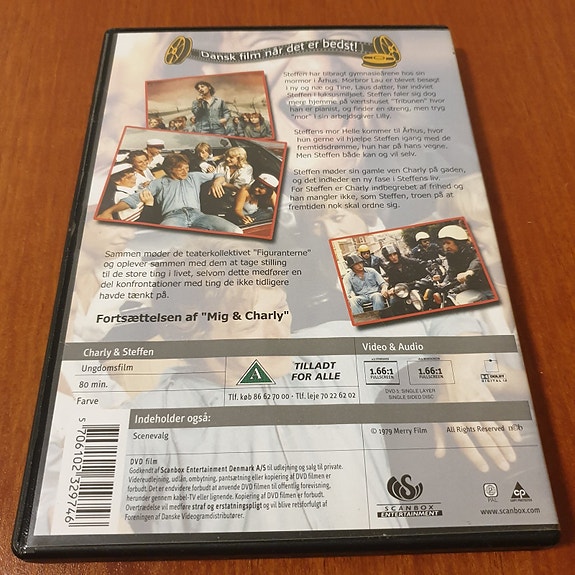 Dansk film når det er bedst!
Steffen har tilbragt gymnasieårene hos sin
mormor i Århus. Morbror Lau er blevet besøgt
i ny og næ og Tine, Laus datter, har indviet
Steffen i luksusmiljøet. Steffen føler sig dog
mere hjemme på værtshuset "Tribunen" hvor
han er pianist, og finder en streng, men tryg
"mor" i sin arbejdsgiver Lilly.
Steffens mor Helle kommer til Århus, hvor
hun gerne vil hjælpe Steffen igang med de
fremtidsdrømme, hun har på hans vegne.
Men Steffen både kan og vil selv.
Steffen møder sin gamle ven Charly på gaden,
og det indleder en ny fase i Steffens liv.
For Steffen er Charly indbegrebet af frihed og
han mangler ikke, som Steffen, troen på at
fremtiden nok skal ordne sig.
Sammen møder de teaterkollektivet "Figuranterne"
og oplever sammen med dem at tage stilling
til de store ting i livet, selvom dette medfører en
del konfrontationer med ting de ikke tidligere
havde tænkt på.
Fortsættelsen af "Mig & Charly"
Charly & Steffen
Ungdomsfilm
80 min.
Farve
A
TILLADT
FOR ALLE
Tlf. køb 86 62 70 00 - Tlf. leje 70 22 62 02
Video & Audio
1.66:1
FULLSCREEN
1.66:1
FULLSCREEN
DOLBY
DIGITAL
DVD 5: SINGLE LAYER
SINGLE SIDED DISC
Indeholder også:
Scenevalg
© 1979 Merry Film All Rights Reserved
DVD film
Godkendt af Scanbox Entertainment Denmark A/S til udlejning og salg til private.
Videreudlejning, udlån, ombytning, pantsætning eller kopiering af DVD filmen er
forbudt. Det er endvidere forbudt at anvende DVD filmen til offentlig forevisning,
herunder gennem kabel-TV eller lignende. Kopiering af DVD filmen er forbudt.
Overtrædelse vil medføre straf og erstatningspligt og vil blive retsforfulgt af
Foreningen af Danske Videogramdistributører.
SCANBOX
ENTERTAINMENT
PAL
CP
www.scanbox.com
5 706102 329746